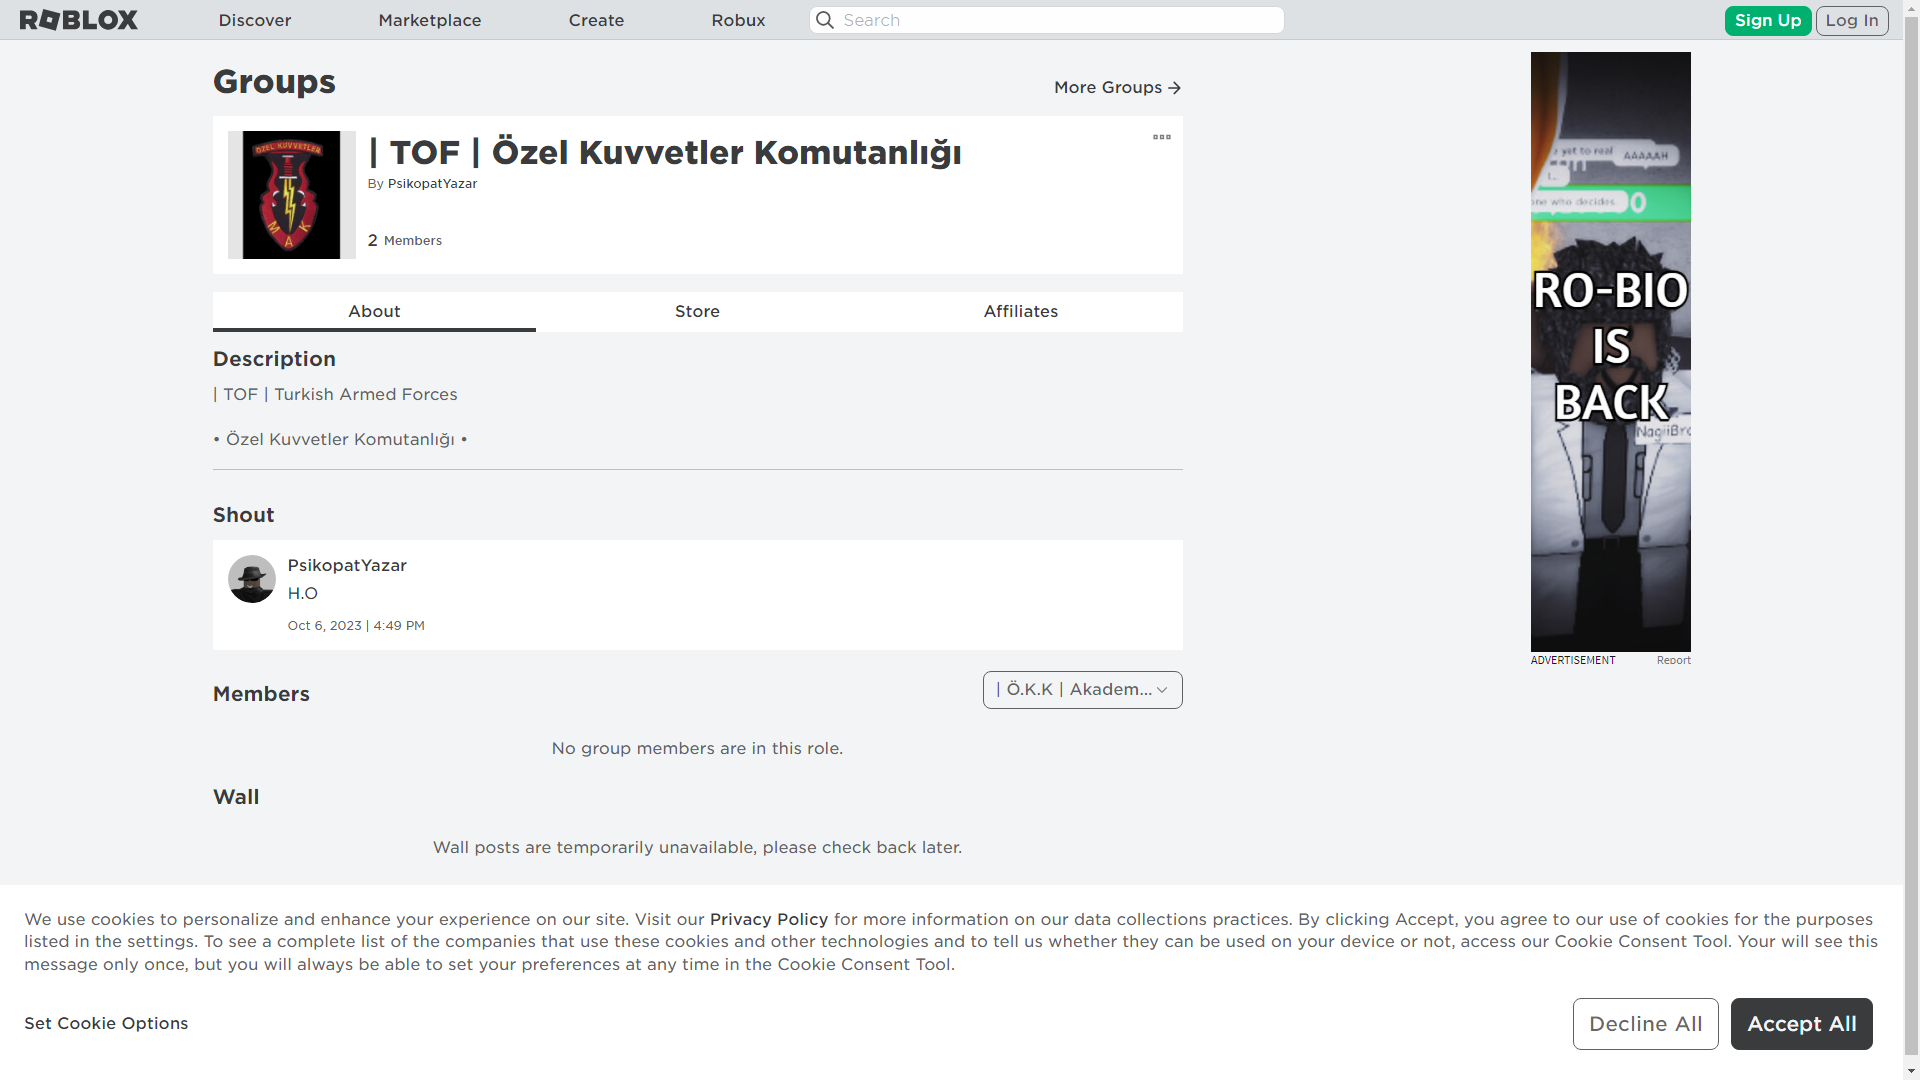 ROBLOX
Discover
Marketplace
Create
Robux
Search
Sign Up
Log In
Groups
More Groups
ÖZEL KUVVETLER
MAK
| TOF | Özel Kuvvetler Komutanlığı
By PsikopatYazar
2 Members
About
Store
Affiliates
Description
| TOF | Turkish Armed Forces
• Özel Kuvvetler Komutanlığı •
Shout
PsikopatYazar
H.O
Oct 6, 2023 | 4:49 PM
Members
| Ö.K.K | Akadem...
No group members are in this role.
Wall
Wall posts are temporarily unavailable, please check back later.
yet to real
AAAAAH
one who decides.
RO-BIO
IS
BACK
ADVERTISEMENT
Report
We use cookies to personalize and enhance your experience on our site. Visit our Privacy Policy for more information on our data collections practices. By clicking Accept, you agree to our use of cookies for the purposes
listed in the settings. To see a complete list of the companies that use these cookies and other technologies and to tell us whether they can be used on your device or not, access our Cookie Consent Tool. Your will see this
message only once, but you will always be able to set your preferences at any time in the Cookie Consent Tool.
Set Cookie Options
Decline All
Accept All